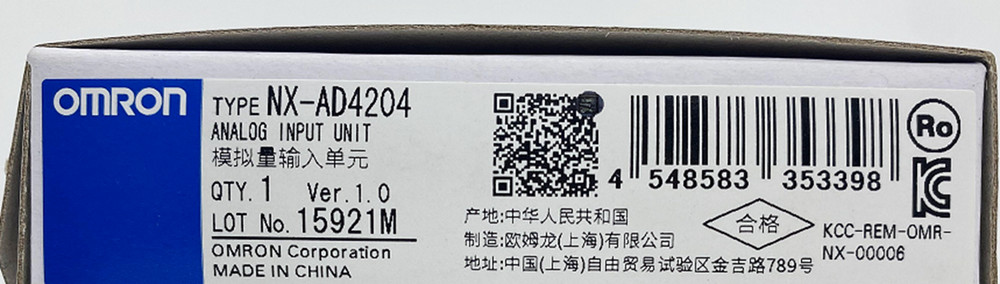 OMRON
TYPE NX-AD4204
ANALOG INPUT UNIT
模拟量输入单元
QTY. 1 Ver.1.0
LOT No. 15921M
OMRON Corporation
MADE IN CHINA
4 548583 353398
产地:中华人民共和国
制造:欧姆龙(上海)有限公司
地址:中国(上海)自由贸易试验区金吉路789号
合格
Ro
KC
KCC-REM-OMR-
NX-00006